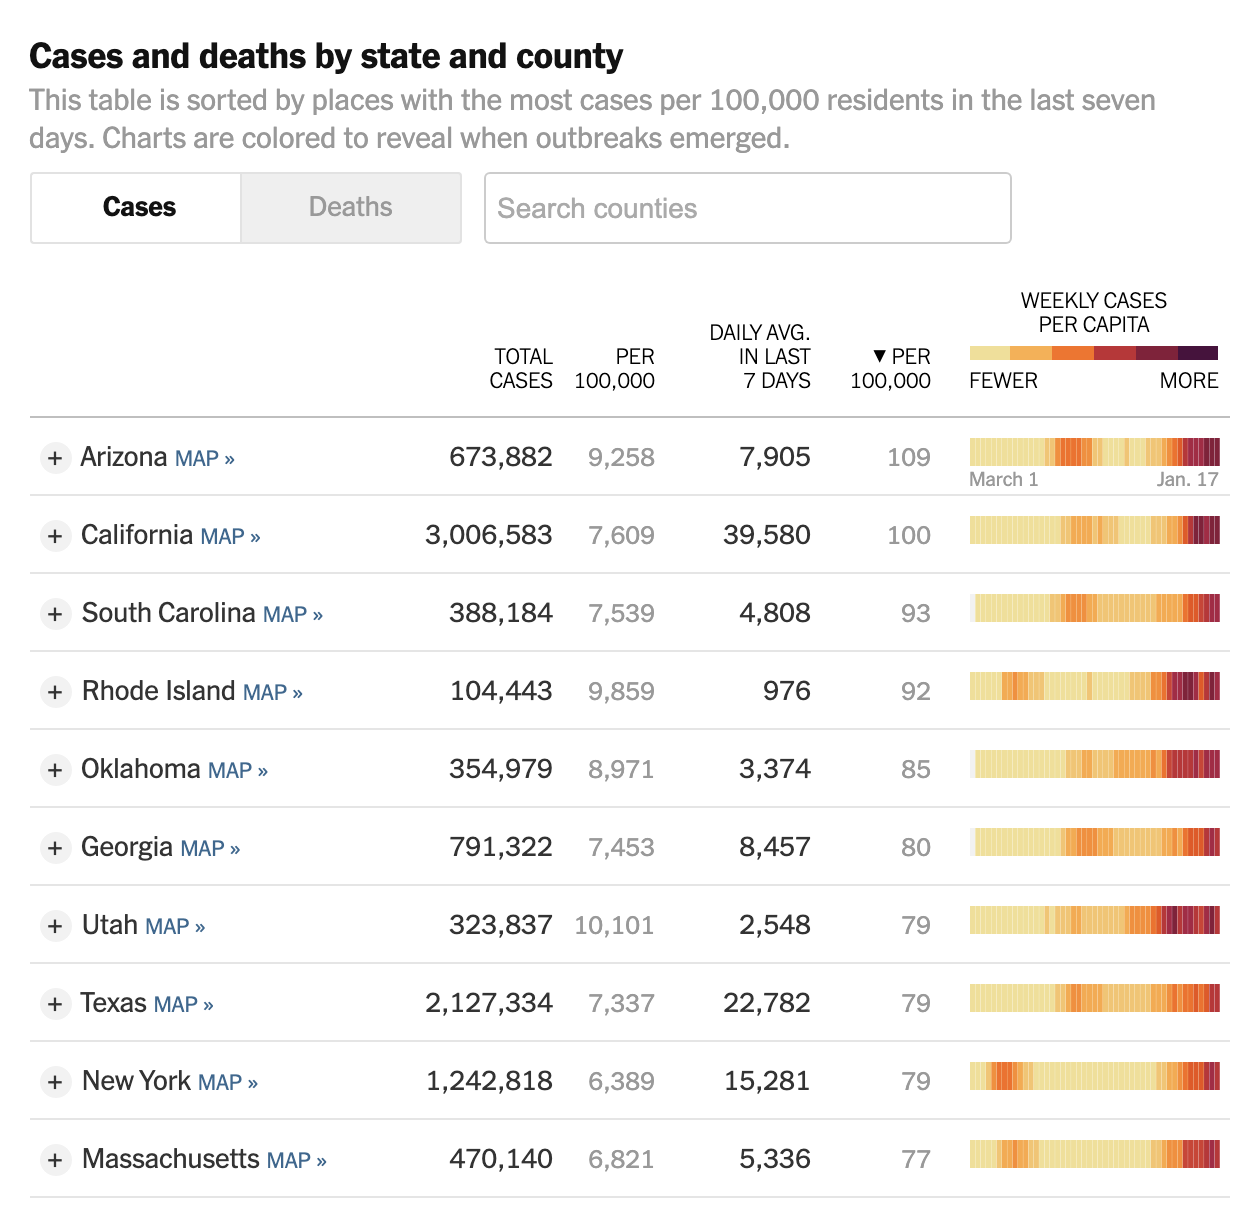 Cases and deaths by state and county
This table is sorted by places with the most cases per 100,000 residents in the last seven
days. Charts are colored to reveal when outbreaks emerged.
Cases Deaths Search counties
WEEKLY CASES
PER CAPITA
DAILY AVG.
TOTAL PER IN LAST ▼ PER
CASES 100,000 7 DAYS 100,000 FEWER MORE
+ Arizona MAP » 673,882 9,258 7,905 109
March 1 Jan. 17
+ California MAP » 3,006,583 7,609 39,580 100
+ South Carolina MAP » 388,184 7,539 4,808 93
+ Rhode Island MAP » 104,443 9,859 976 92
+ Oklahoma MAP » 354,979 8,971 3,374 85
+ Georgia MAP » 791,322 7,453 8,457 80
+ Utah MAP » 323,837 10,101 2,548 79
+ Texas MAP » 2,127,334 7,337 22,782 79
+ New York MAP » 1,242,818 6,389 15,281 79
+ Massachusetts MAP » 470,140 6,821 5,336 77